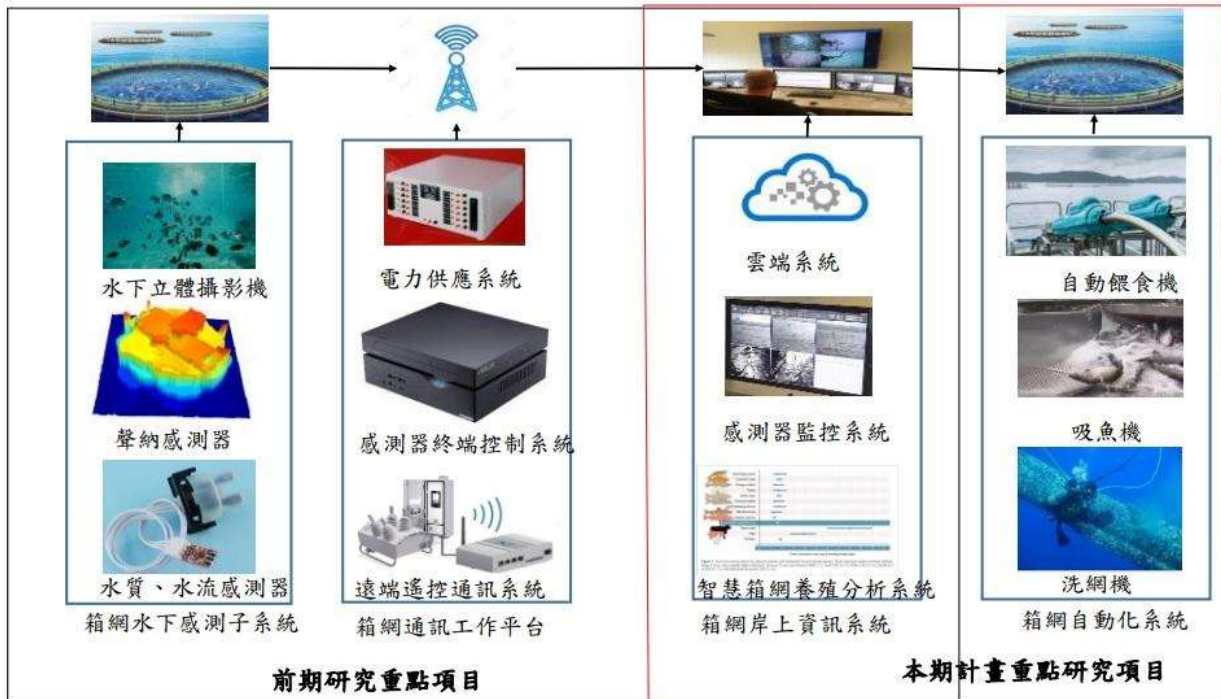 水下立體攝影機
聲納感測器
水質、水流感測器
箱網水下感測子系統
電力供應系統
感測器終端控制系統
遠端遙控通訊系統
箱網通訊工作平台
雲端系統
感測器監控系統
智慧箱網養殖分析系統
箱網岸上資訊系統
自動餵食機
吸魚機
洗網機
箱網自動化系統
前期研究重點項目
本期計畫重點研究項目